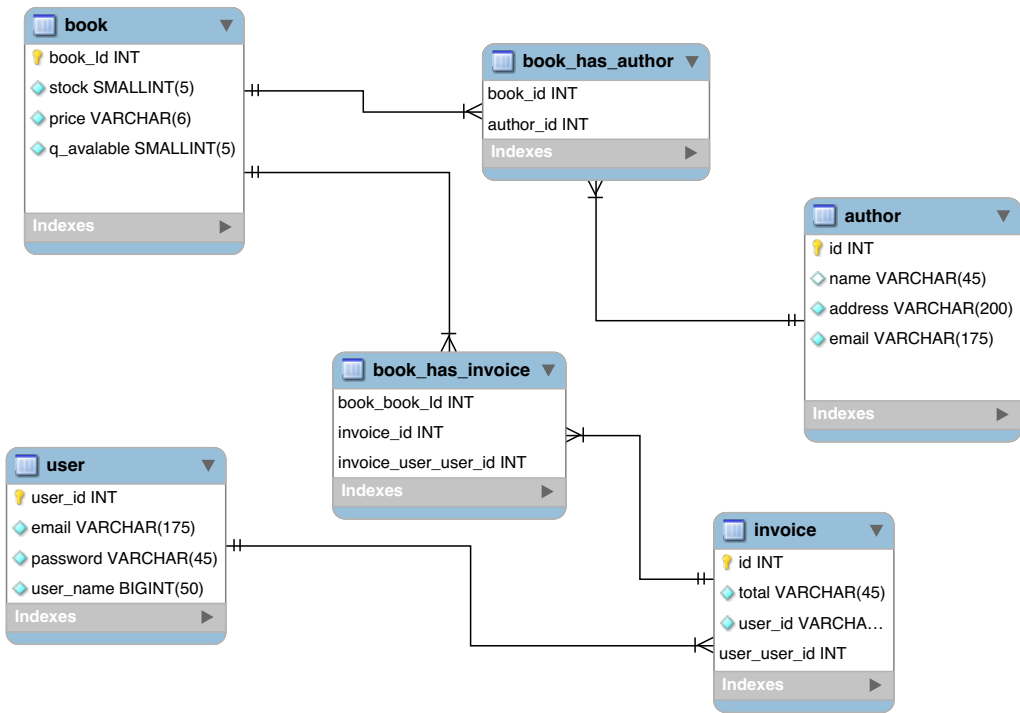 book
book_Id INT
stock SMALLINT(5)
price VARCHAR(6)
q_avalable SMALLINT(5)
Indexes
book_has_author
book_id INT
author_id INT
Indexes
author
id INT
name VARCHAR(45)
address VARCHAR(200)
email VARCHAR(175)
Indexes
book_has_invoice
book_book_Id INT
invoice_id INT
invoice_user_user_id INT
Indexes
user
user_id INT
email VARCHAR(175)
password VARCHAR(45)
user_name BIGINT(50)
Indexes
invoice
id INT
total VARCHAR(45)
user_id VARCHA...
user_user_id INT
Indexes